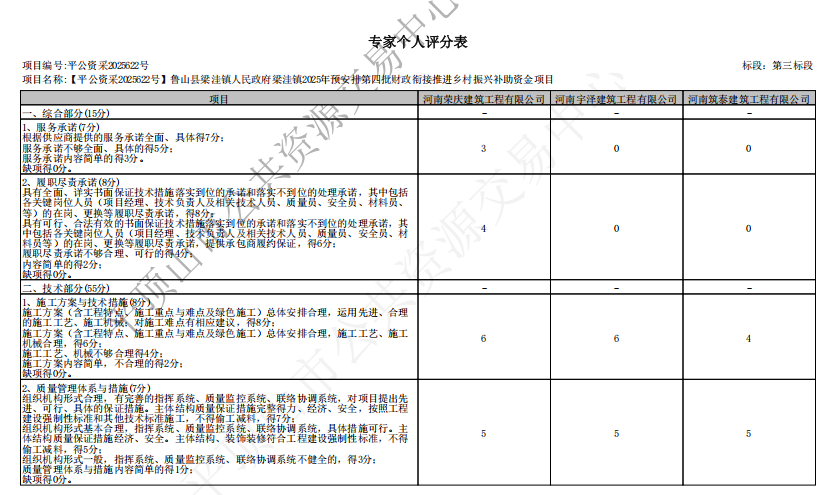 专家个人评分表
项目编号:平公资采2025622号 标段: 第三标段
项目名称:【平公资采2025622号】鲁山县梁洼镇人民政府梁洼镇2025年预安排第四批财政衔接推进乡村振兴补助资金项目
项目 河南荣庆建筑工程有限公司 河南宇泽建筑工程有限公司 河南筑泰建筑工程有限公司
一、综合部分(15分) - - -
1、服务承诺(7分)
根据供应商提供的服务承诺全面、具体得7分;
服务承诺不够全面、具体的得5分;
服务承诺内容简单的得3分。
缺项得0分。
3 0 0
2、履职尽责承诺(8分)
具有全面、详实书面保证技术措施落实到位的承诺和落实不到位的处理承诺，其中包括
各关键岗位人员（项目经理、技术负责人及相关技术人员、质量员、安全员、材料员、
等）的在岗、更换等履职尽责承诺，得8分;
具有可行、合法有效的书面保证技术措施落实到位的承诺和落实不到位的处理承诺，其
中包括各关键岗位人员（项目经理、技术负责人及相关技术人员、质量员、安全员、材
料员等）的在岗、更换等履职尽责承诺，提供承包商履约保证，得6分;
履职尽责承诺不够合理、可行的得4分;
内容简单的得2分;
缺项得0分。
4 0 0
二、技术部分(55分) - - -
1、施工方案与技术措施(8分)
施工方案（含工程特点、施工重点与难点及绿色施工）总体安排合理，运用先进、合理
的施工工艺、施工机械、对施工难点有相应建议，得8分;
施工方案（含工程特点、施工重点与难点及绿色施工）总体安排合理，施工工艺、施工
机械合理，得6分;
施工工艺、机械不够合理得4分;
施工方案内容简单，不合理的得2分;
缺项得0分。
6 6 4
2、质量管理体系与措施(7分)
组织机构形式合理，有完善的指挥系统、质量监控系统、联络协调系统，对项目提出先
进、可行、具体的保证措施。主体结构质量保证措施完整得力、经济、安全，按照工程
建设强制性标准和其他技术标准施工，不得偷工减料，得7分;
组织机构形式基本合理，指挥系统、质量监控系统、联络协调系统，具体措施可行。主
体结构质量保证措施经济、安全。主体结构、装饰装修符合工程建设强制性标准，不得
偷工减料，得5分;
组织机构形式一般，指挥系统、质量监控系统、联络协调系统不健全的，得3分;
质量管理体系与措施内容简单的得1分;
缺项得0分。
5 5 5
平顶山市公共资源交易中心